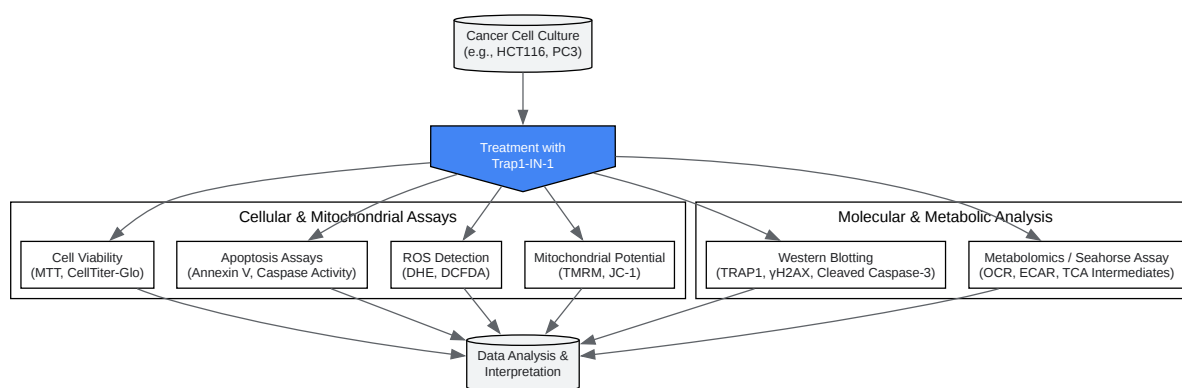 Cancer Cell Culture
(e.g., HCT116, PC3)
Treatment with
Trap1-IN-1
Cellular & Mitochondrial Assays
Cell Viability
(MTT, CellTiter-Glo)
Apoptosis Assays
(Annexin V, Caspase Activity)
ROS Detection
(DHE, DCFDA)
Mitochondrial Potential
(TMRM, JC-1)
Molecular & Metabolic Analysis
Western Blotting
(TRAP1, γH2AX, Cleaved Caspase-3)
Metabolomics / Seahorse Assay
(OCR, ECAR, TCA Intermediates)
Data Analysis &
Interpretation